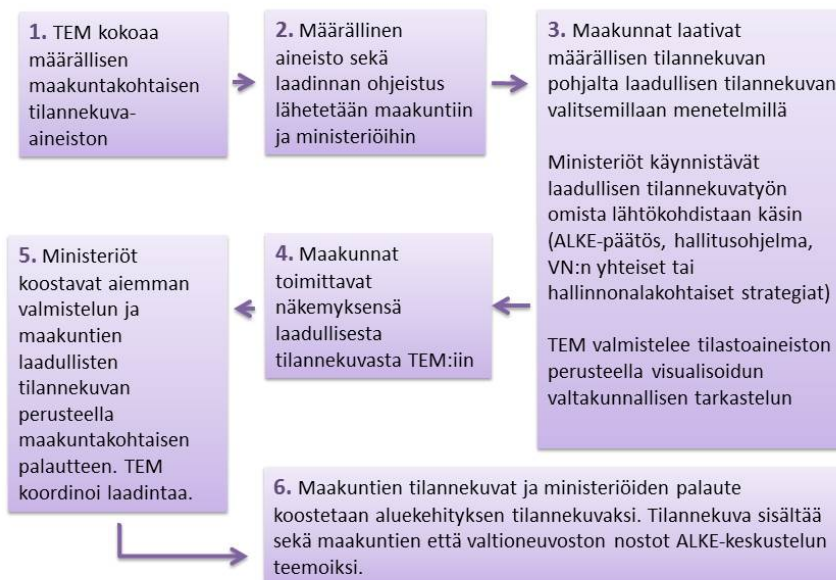 1. TEM kokoaa
määrällisen
maakuntakohtaisen
tilannekuva-
aineiston
2. Määrällinen
aineisto sekä
laadinnan ohjeistus
lähetetään maakuntiin
ja ministeriöihin
3. Maakunnat laativat
määrällisen tilannekuvan
pohjalta laadullisen tilannekuvan
valitsemillaan menetelmillä
Ministeriöt käynnistävät
laadullisen tilannekuvatyön
omista lähtökohdistaan käsin
(ALKE-päätös, hallitusohjelma,
VN:n yhteiset tai
hallinnonalakohtaiset strategiat)
TEM valmistelee tilastoaineiston
perusteella visualisoidun
valtakunnallisen tarkastelun
4. Maakunnat
toimittavat
näkemyksensä
laadullisesta
tilannekuvasta TEM:iin
5. Ministeriöt
koostavat aiemman
valmistelun ja
maakuntien
laadullisten
tilannekuvan
perusteella
maakuntakohtaisen
palautteen. TEM
koordinoi laadintaa.
6. Maakuntien tilannekuvat ja ministeriöiden palaute
koostetaan aluekehityksen tilannekuvaksi. Tilannekuva sisältää
sekä maakuntien että valtioneuvoston nostot ALKE-keskustelun
teemoiksi.